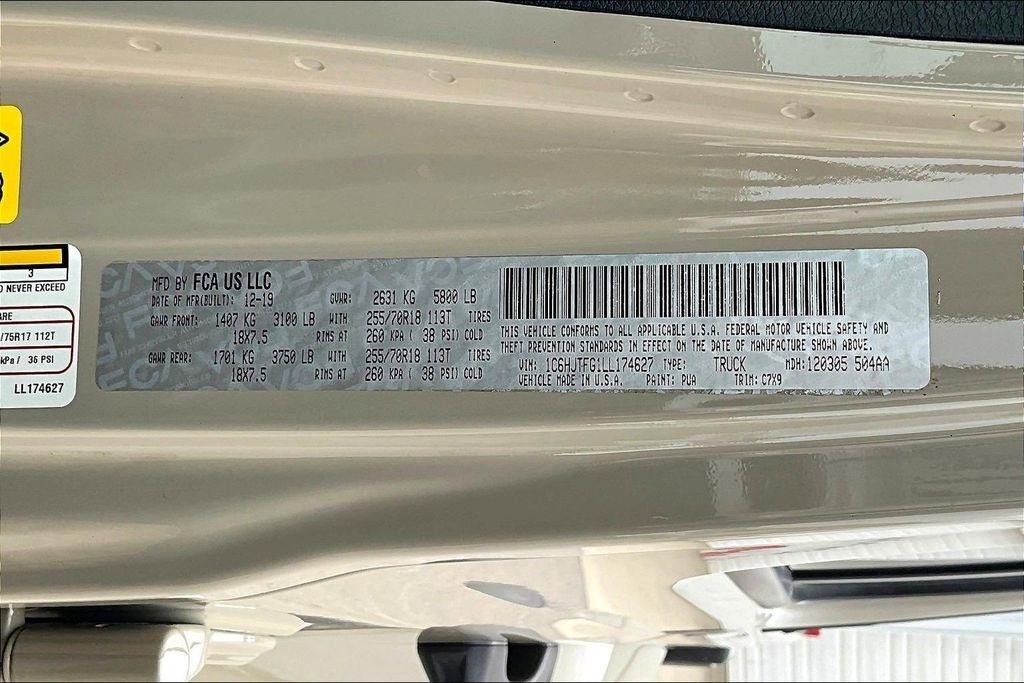 3
D NEVER EXCEED
ARE
/75R17 112T
kPa / 36 PSI
LL174627
MFD BY FCA US LLC
DATE OF MFR(BUILT): 12-19 GVWR: 2631 KG 5800 LB
GAWR FRONT: 1407 KG 3100 LB WITH 255/70R18 113T TIRES
18X7.5 RIMS AT 260 KPA ( 38 PSI) COLD
GAWR REAR: 1701 KG 3750 LB WITH 255/70R18 113T TIRES
18X7.5 RIMS AT 260 KPA ( 38 PSI) COLD
THIS VEHICLE CONFORMS TO ALL APPLICABLE U.S.A. FEDERAL MOTOR VEHICLE SAFETY AND
THEFT PREVENTION STANDARDS IN EFFECT ON THE DATE OF MANUFACTURE SHOWN ABOVE.
VIN: 1C6HJTFG1LL174627 TYPE: TRUCK MDH: 120305 504AA
VEHICLE MADE IN U.S.A. PAINT: PUA TRIM: C7X9